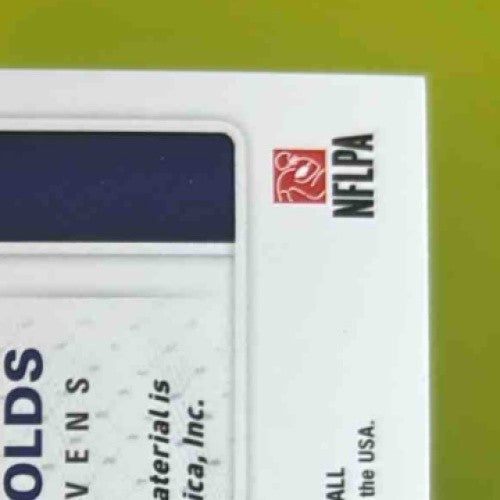 NFLPA
OLDS
VENS
aterial is
ica, Inc.
ALL
the USA.